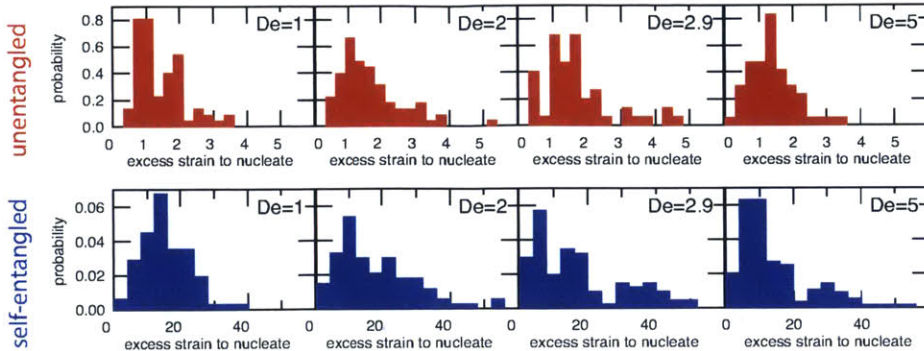 unentangled
probability
0.8
0.6
0.4
0.2
0.0
De=1
De=2
De=2.9
De=5
0 1 2 3 4 5
0 1 2 3 4 5
0 1 2 3 4 5
0 1 2 3 4 5
excess strain to nucleate
excess strain to nucleate
excess strain to nucleate
excess strain to nucleate
self-entangled
probability
0.06
0.04
0.02
0.00
De=1
De=2
De=2.9
De=5
0 20 40
0 20 40
0 20 40
0 20 40
excess strain to nucleate
excess strain to nucleate
excess strain to nucleate
excess strain to nucleate